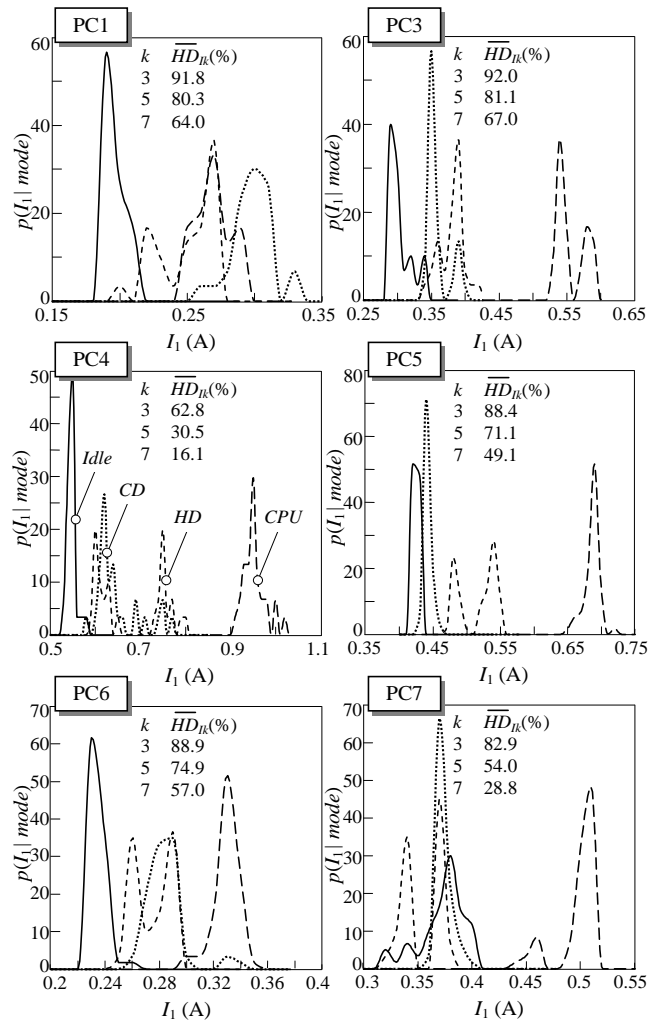 PC1
k HD_Ik(%)
3 91.8
5 80.3
7 64.0
p(I1| mode)
60
40
20
0
0.15 0.25 0.35
I1 (A)
PC3
k HD_Ik(%)
3 92.0
5 81.1
7 67.0
p(I1| mode)
60
40
20
0
0.25 0.35 0.45 0.55 0.65
I1 (A)
PC4
k HD_Ik(%)
3 62.8
5 30.5
7 16.1
Idle
CD
HD
CPU
p(I1| mode)
50
40
30
20
10
0
0.5 0.7 0.9 1.1
I1 (A)
PC5
k HD_Ik(%)
3 88.4
5 71.1
7 49.1
p(I1| mode)
80
60
40
20
0
0.35 0.45 0.55 0.65 0.75
I1 (A)
PC6
k HD_Ik(%)
3 88.9
5 74.9
7 57.0
p(I1| mode)
70
60
50
40
30
20
10
0
0.2 0.24 0.28 0.32 0.36 0.4
I1 (A)
PC7
k HD_Ik(%)
3 82.9
5 54.0
7 28.8
p(I1| mode)
70
60
50
40
30
20
10
0
0.3 0.35 0.4 0.45 0.5 0.55
I1 (A)